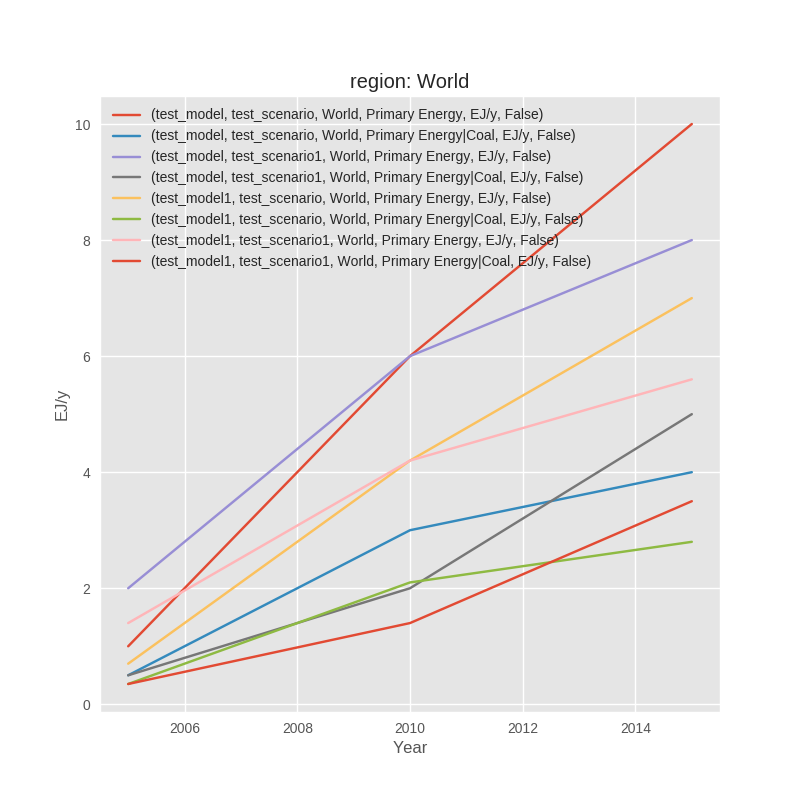 region: World
(test_model, test_scenario, World, Primary Energy, EJ/y, False)
(test_model, test_scenario, World, Primary Energy|Coal, EJ/y, False)
(test_model, test_scenario1, World, Primary Energy, EJ/y, False)
(test_model, test_scenario1, World, Primary Energy|Coal, EJ/y, False)
(test_model1, test_scenario, World, Primary Energy, EJ/y, False)
(test_model1, test_scenario, World, Primary Energy|Coal, EJ/y, False)
(test_model1, test_scenario1, World, Primary Energy, EJ/y, False)
(test_model1, test_scenario1, World, Primary Energy|Coal, EJ/y, False)
10
8
6
4
2
0
EJ/y
2006 2008 2010 2012 2014
Year